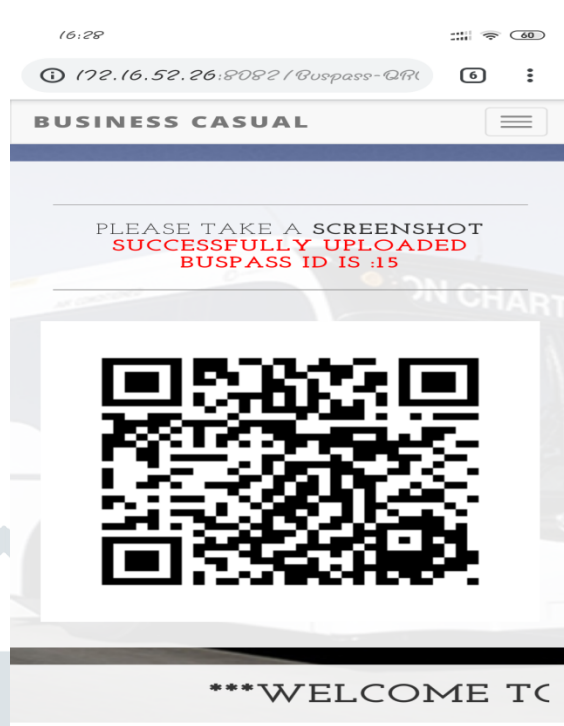 16:28
60
172.16.52.26:8082/Buspass-QR
6
BUSINESS CASUAL
PLEASE TAKE A SCREENSHOT
SUCCESSFULLY UPLOADED
BUSPASS ID IS :15
ON CHART
***WELCOME TO